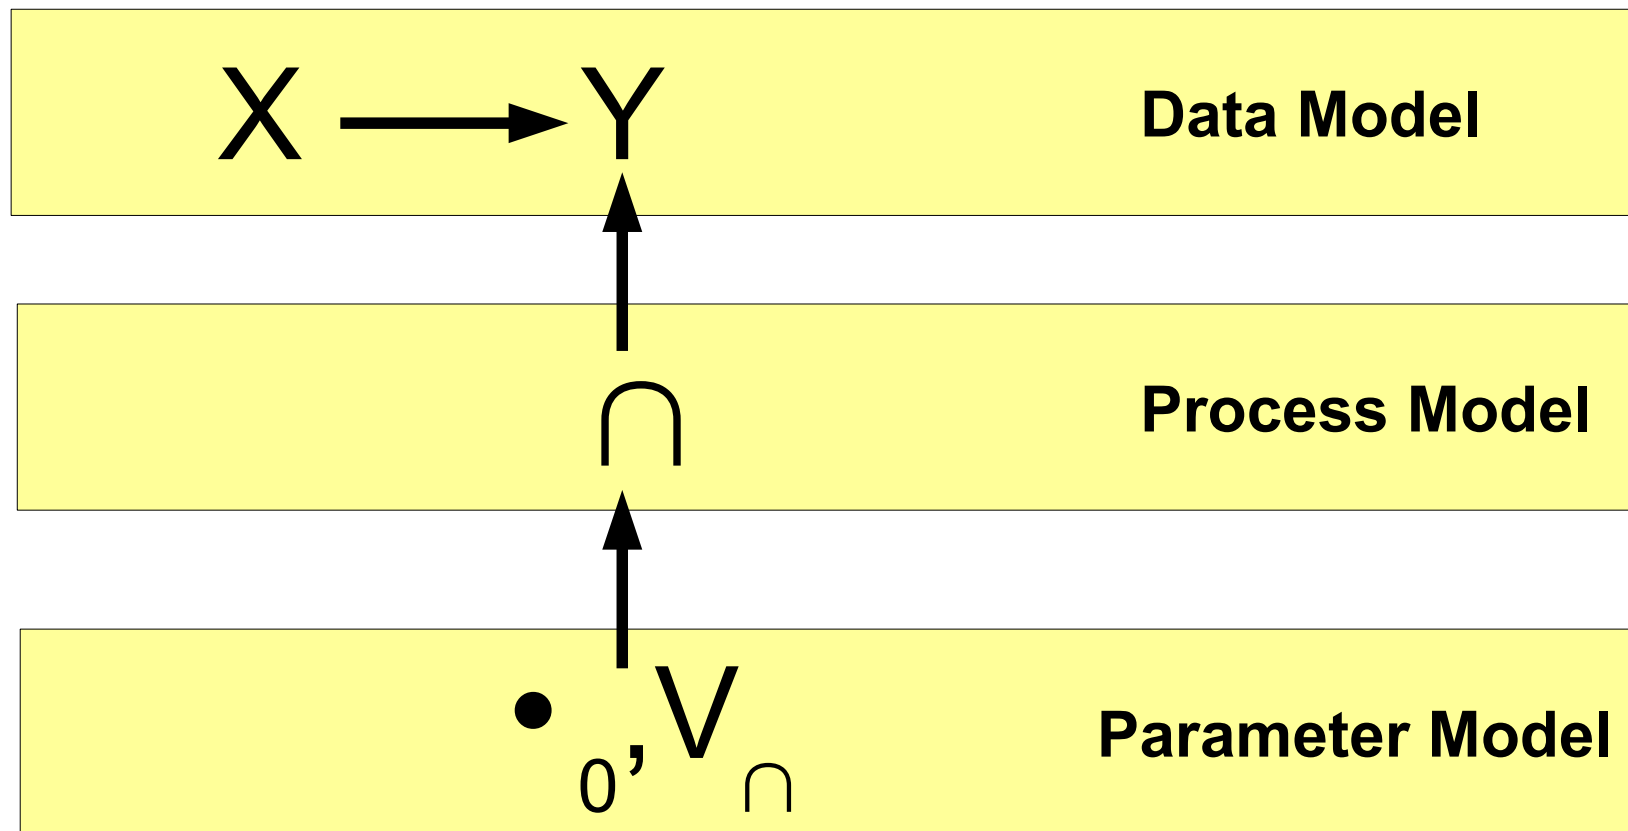 X Y Data Model
∩ Process Model
•₀,V∩ Parameter Model